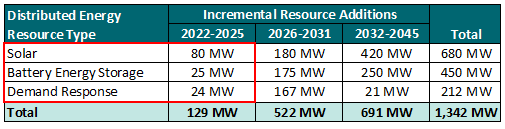 Distributed Energy Resource Type Incremental Resource Additions Total
2022-2025 2026-2031 2032-2045
Solar 80 MW 180 MW 420 MW 680 MW
Battery Energy Storage 25 MW 175 MW 250 MW 450 MW
Demand Response 24 MW 167 MW 21 MW 212 MW
Total 129 MW 522 MW 691 MW 1,342 MW